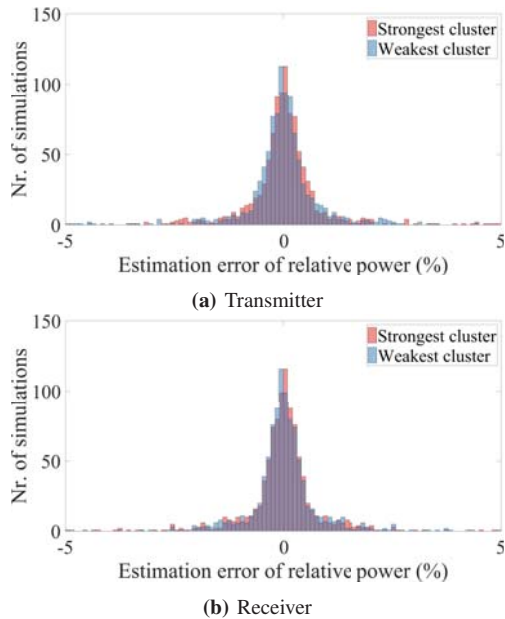 150
Strongest cluster
Weakest cluster
100
Nr. of simulations
50
0
-5 0 5
Estimation error of relative power (%)
(a) Transmitter
150
Strongest cluster
Weakest cluster
100
Nr. of simulations
50
0
-5 0 5
Estimation error of relative power (%)
(b) Receiver